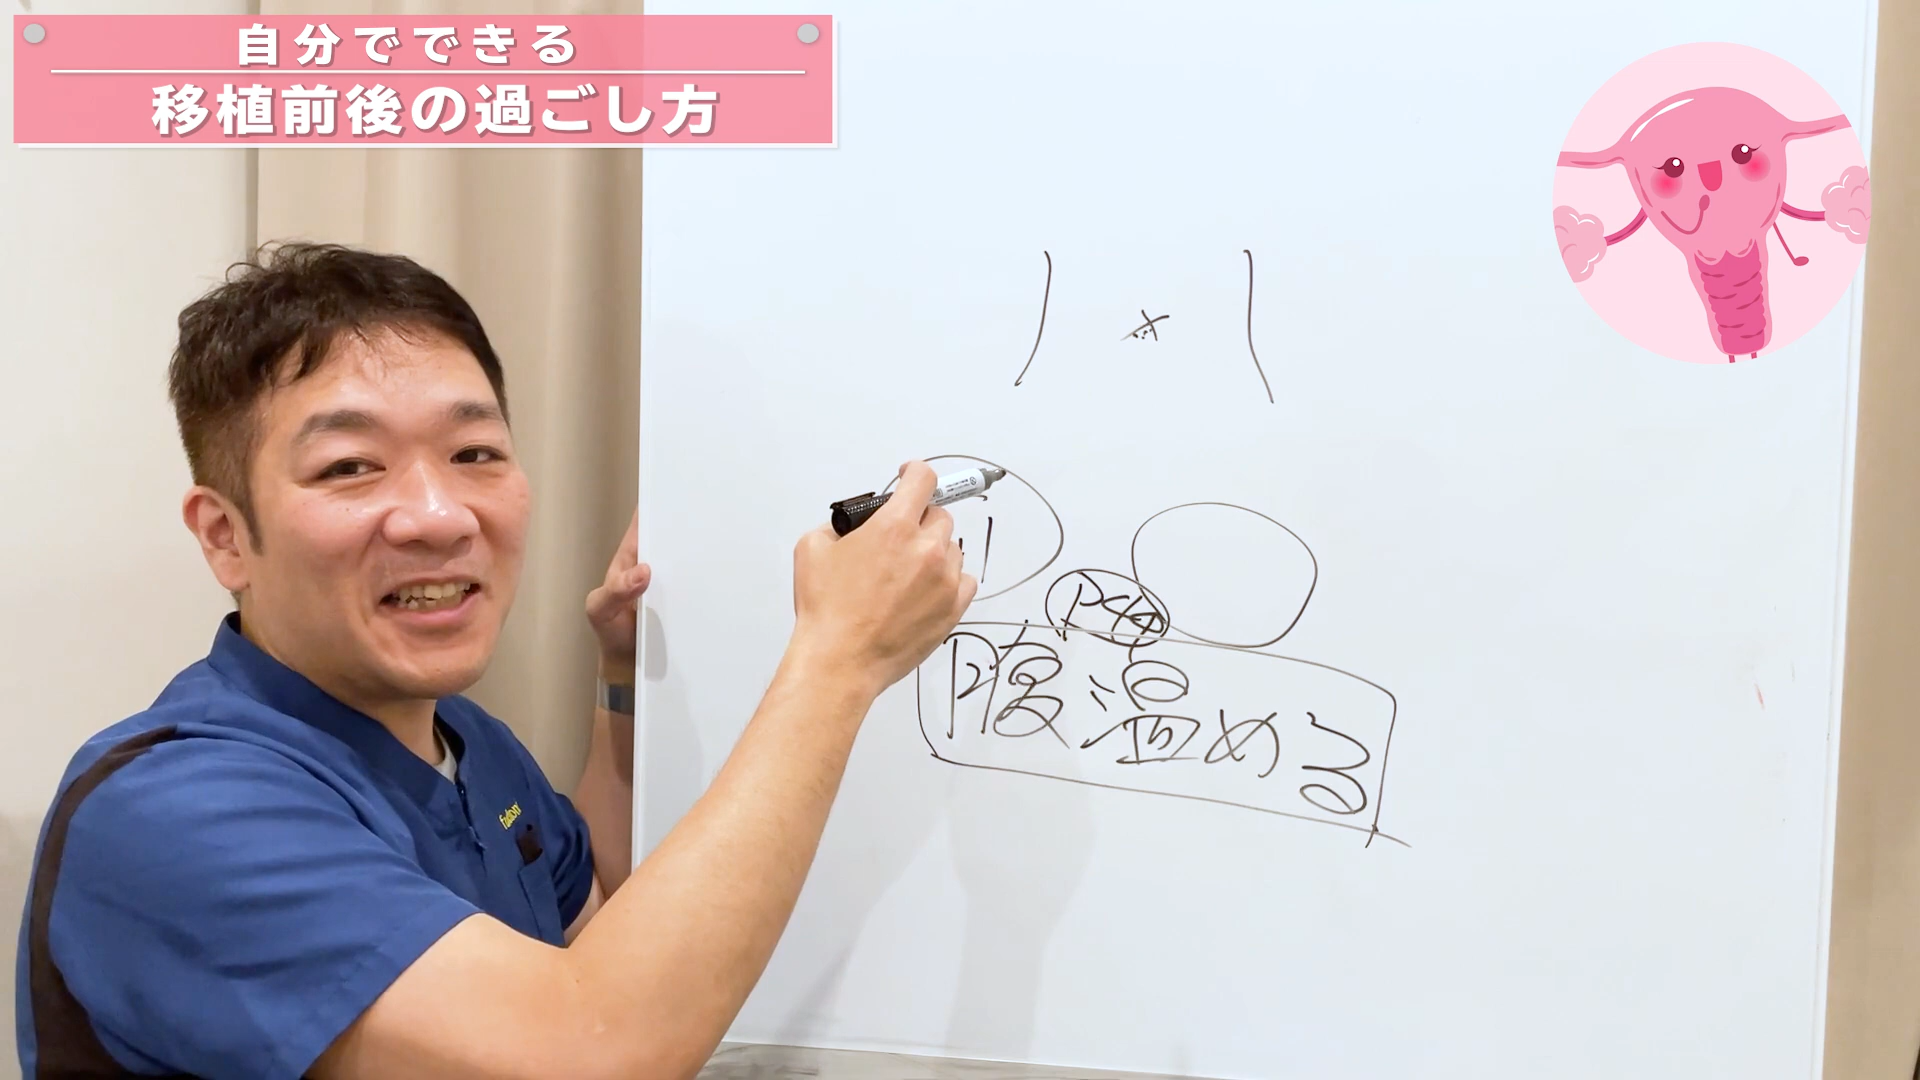 自分でできる
移植前後の過ごし方
腹温める